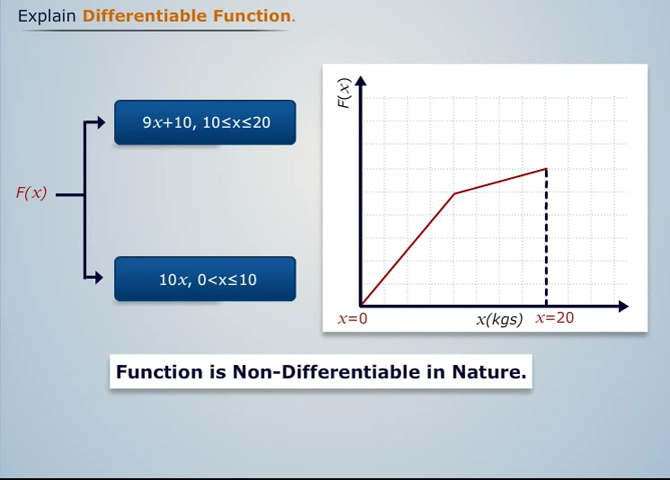 Explain Differentiable Function.
9x+10, 10≤x≤20
F(x)
10x, 0<x≤10
F(x)
x=0
x(kgs)
x=20
Function is Non-Differentiable in Nature.